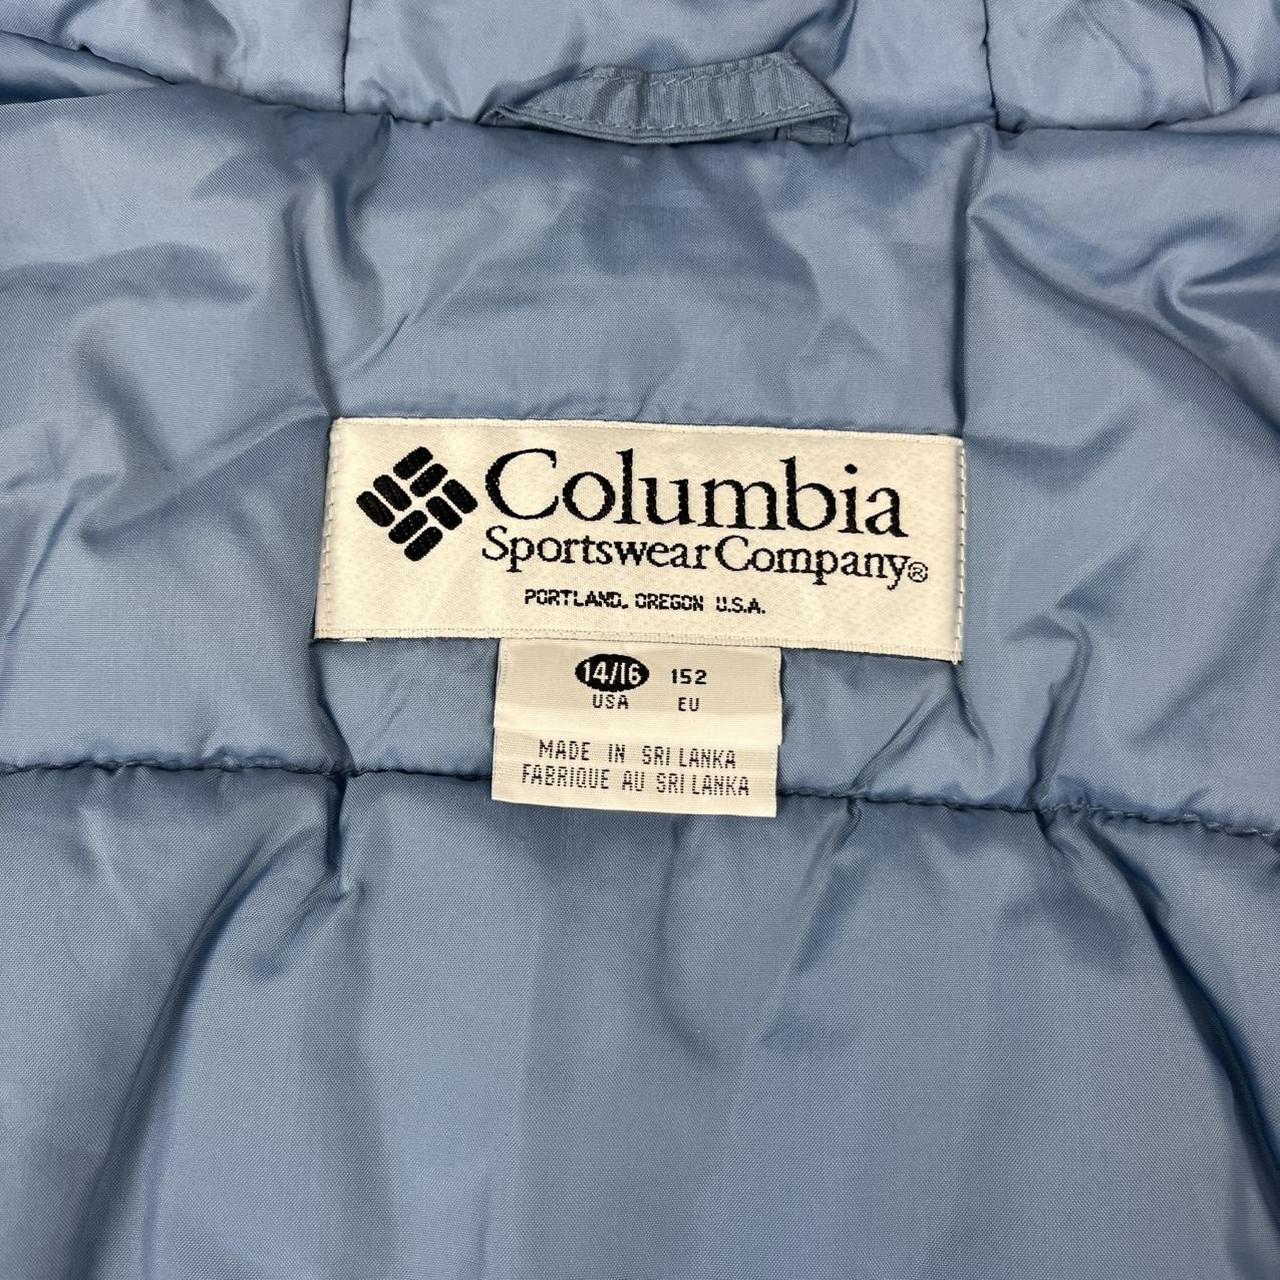 Columbia
Sportswear Company®
PORTLAND, OREGON U.S.A.
14/16 152
USA EU
MADE IN SRI LANKA
FABRIQUE AU SRI LANKA